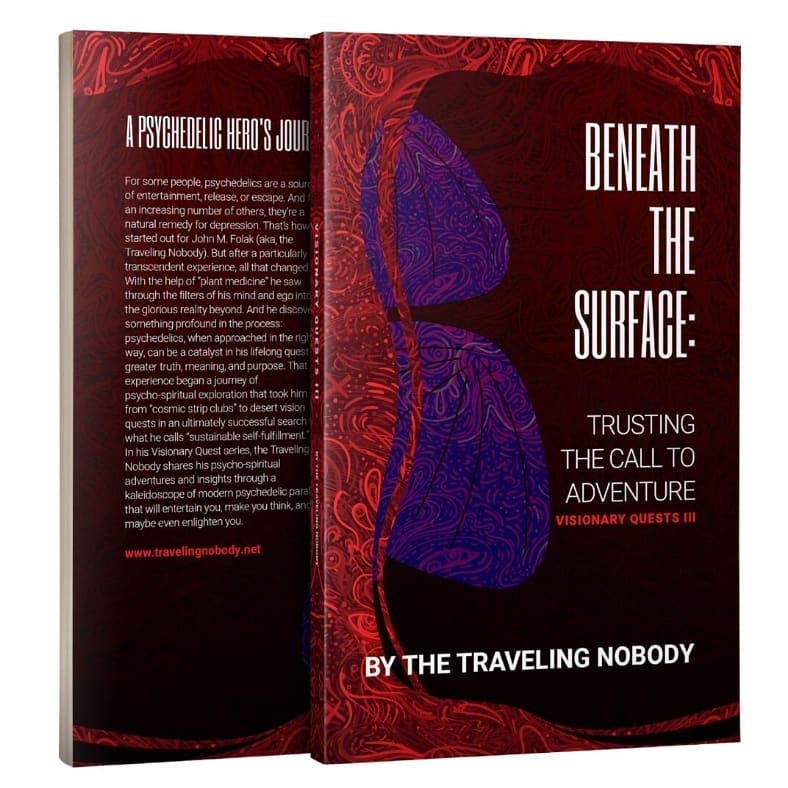 A PSYCHEDELIC HERO'S JOUR
For some people, psychedelics are a sour
of entertainment, release, or escape. And
an increasing number of others, they're a
natural remedy for depression. That's how
started out for John M. Folak (aka, the
Traveling Nobody). But after a particularly
transcendent experience, all that changed.
With the help of "plant medicine" he saw
through the filters of his mind and ego into
the glorious reality beyond. And he discove
something profound in the process:
psychedelics, when approached in the righ
way, can be a catalyst in his lifelong quest
greater truth, meaning, and purpose. That
experience began a journey of
psycho-spiritual exploration that took him
from "cosmic strip clubs" to desert vision
quests in an ultimately successful search
what he calls "sustainable self-fulfillment."
In his Visionary Quest series, the Traveling
Nobody shares his psycho-spiritual
adventures and insights through a
kaleidoscope of modern psychedelic para
that will entertain you, make you think, and
maybe even enlighten you.
www.travelingnobody.net
VISIONARY QUESTS III
BY THE TRAVELING NOBODY
BENEATH
THE
SURFACE:
TRUSTING
THE CALL TO
ADVENTURE
VISIONARY QUESTS III
BY THE TRAVELING NOBODY